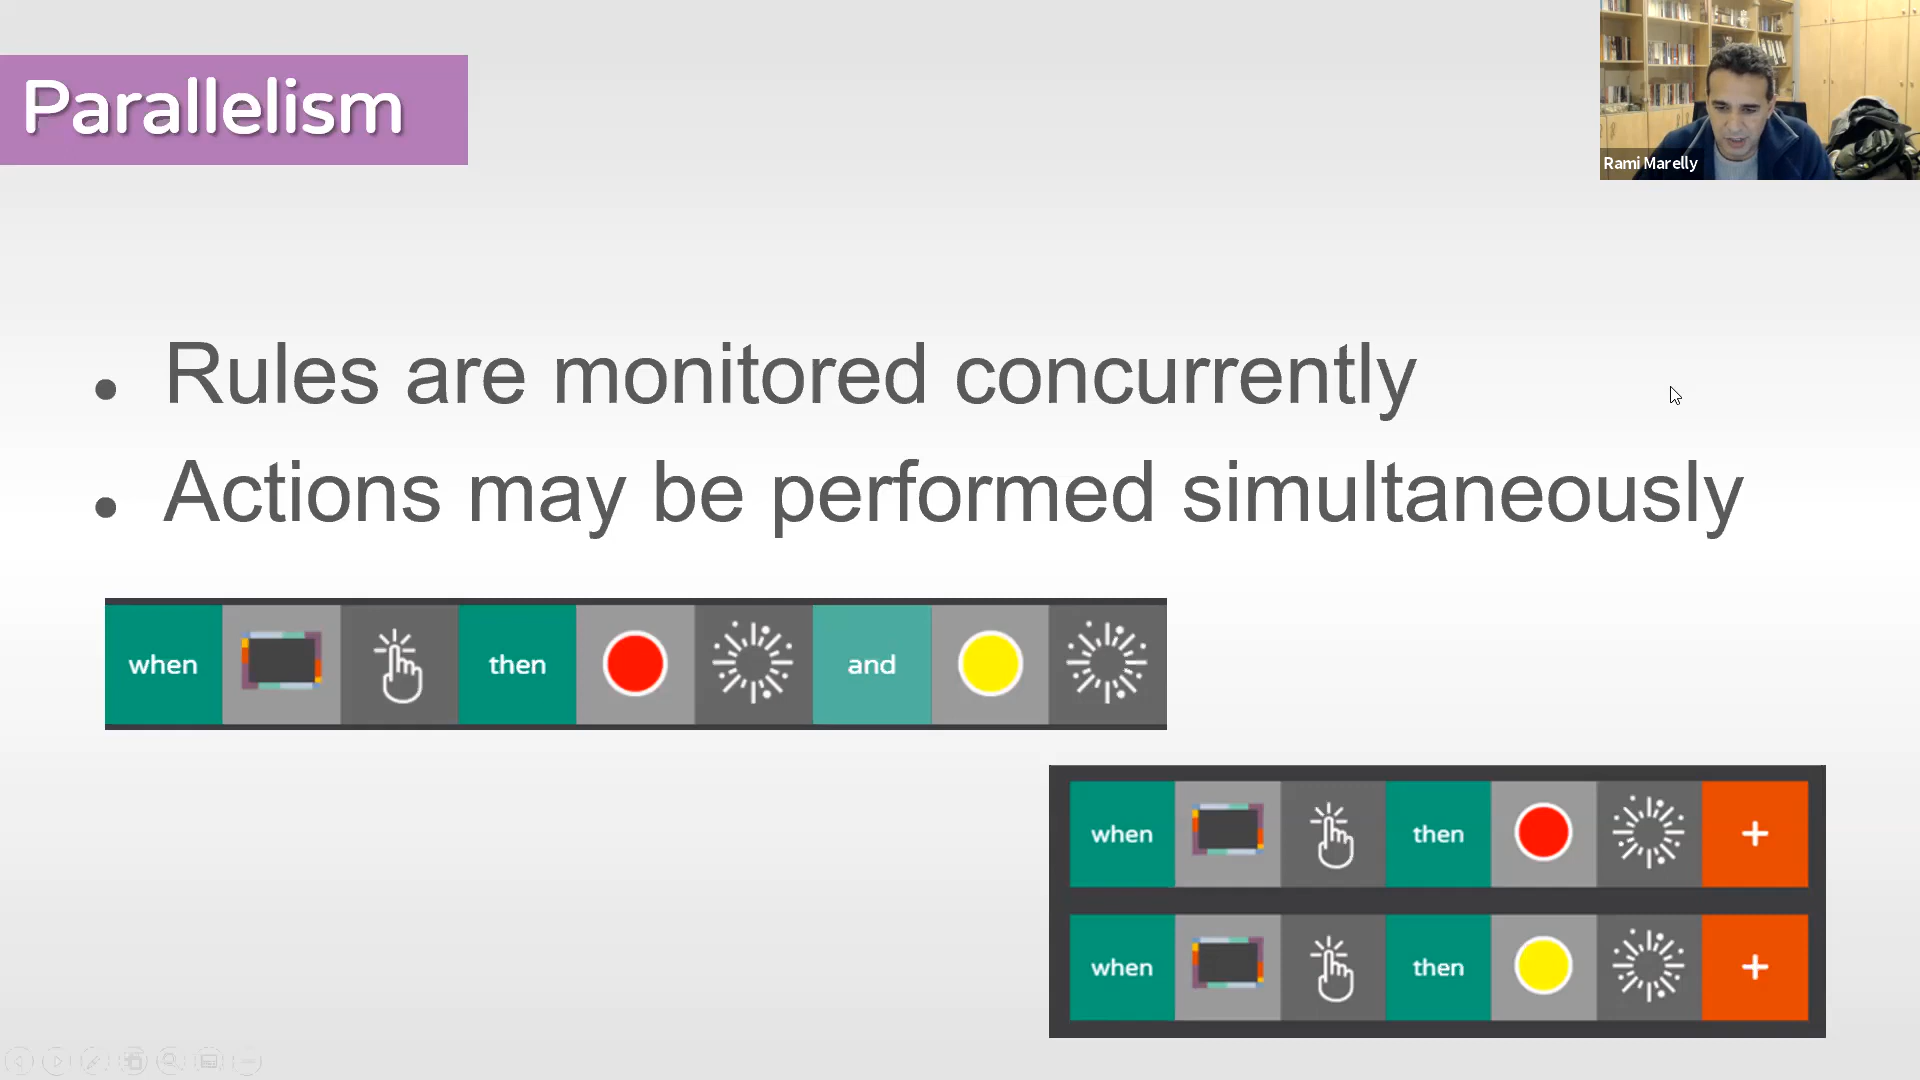 Parallelism
Rami Marelly
Rules are monitored concurrently
Actions may be performed simultaneously
when then and
when then +
when then +